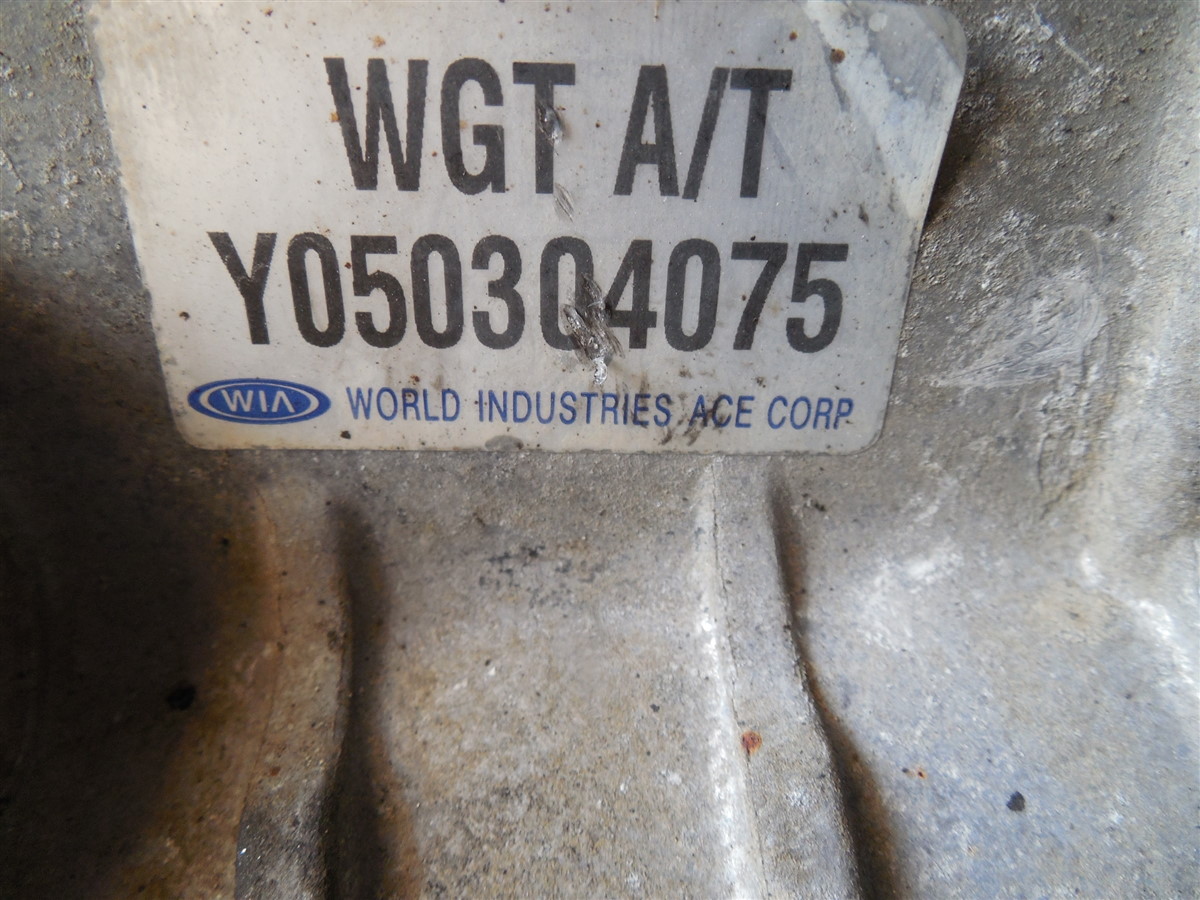 WGT A/T
Y050304075
WIA WORLD INDUSTRIES ACE CORP